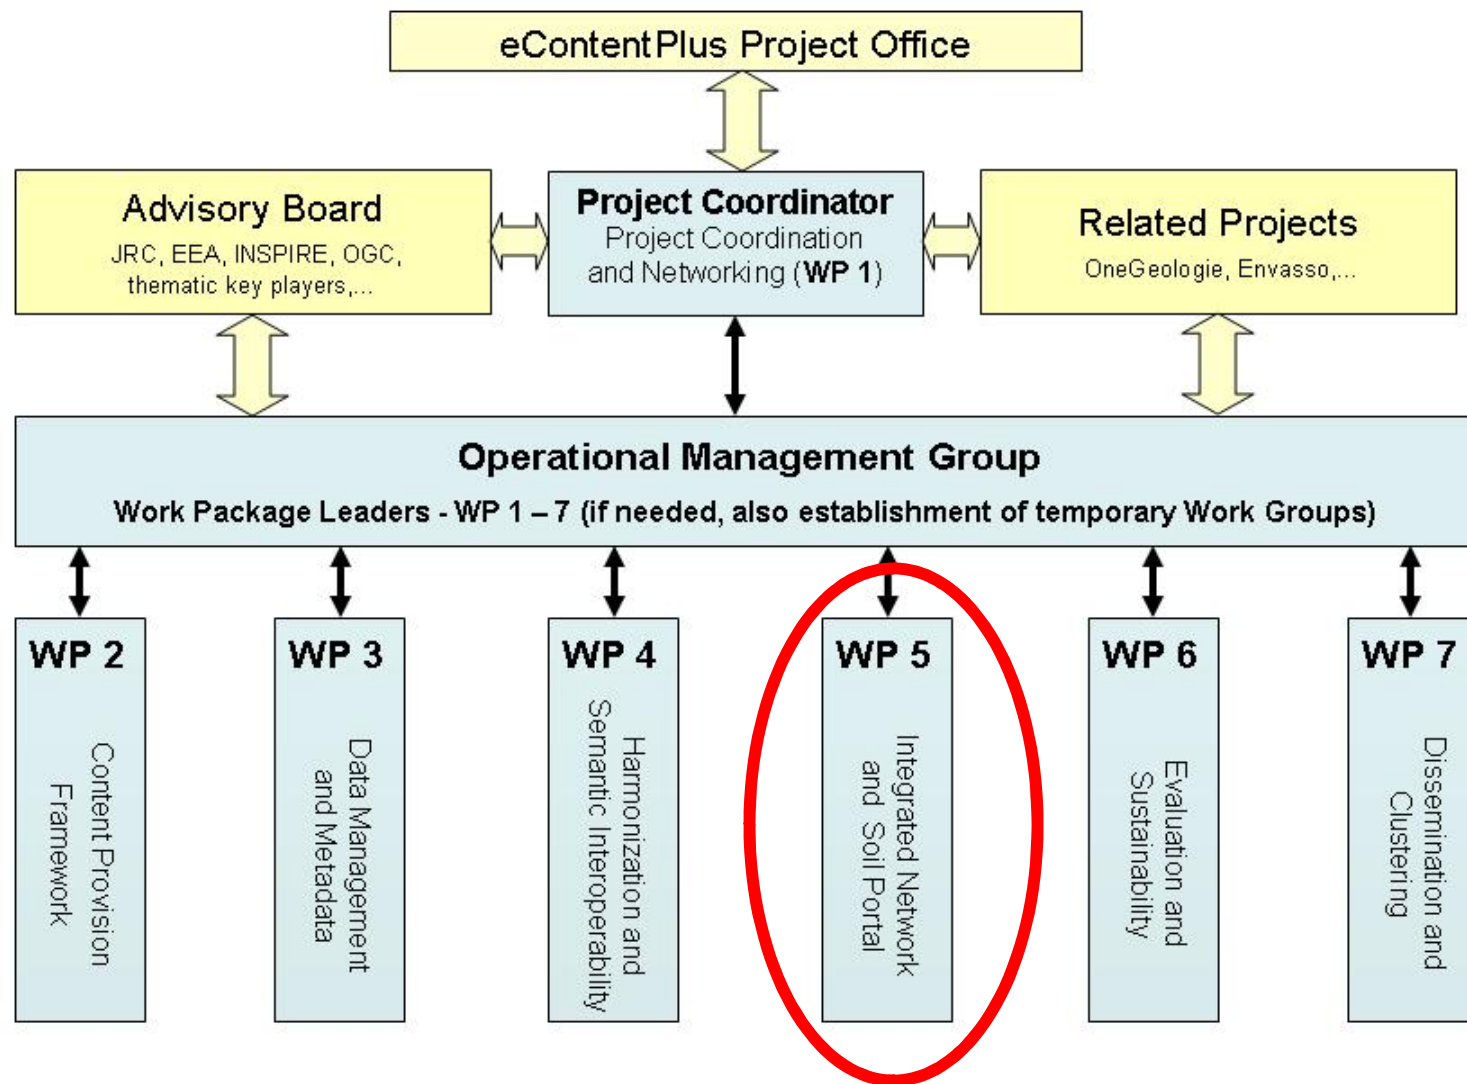 eContentPlus Project Office
Advisory Board
JRC, EEA, INSPIRE, OGC,
thematic key players,...
Project Coordinator
Project Coordination
and Networking (WP 1)
Related Projects
OneGeologie, Envasso,...
Operational Management Group
Work Package Leaders - WP 1 – 7 (if needed, also establishment of temporary Work Groups)
WP 2
Content Provision
Framework
WP 3
Data Management
and Metadata
WP 4
Harmonization and
Semantic Interoperability
WP 5
Integrated Network
and Soil Portal
WP 6
Evaluation and
Sustainability
WP 7
Dissemination and
Clustering